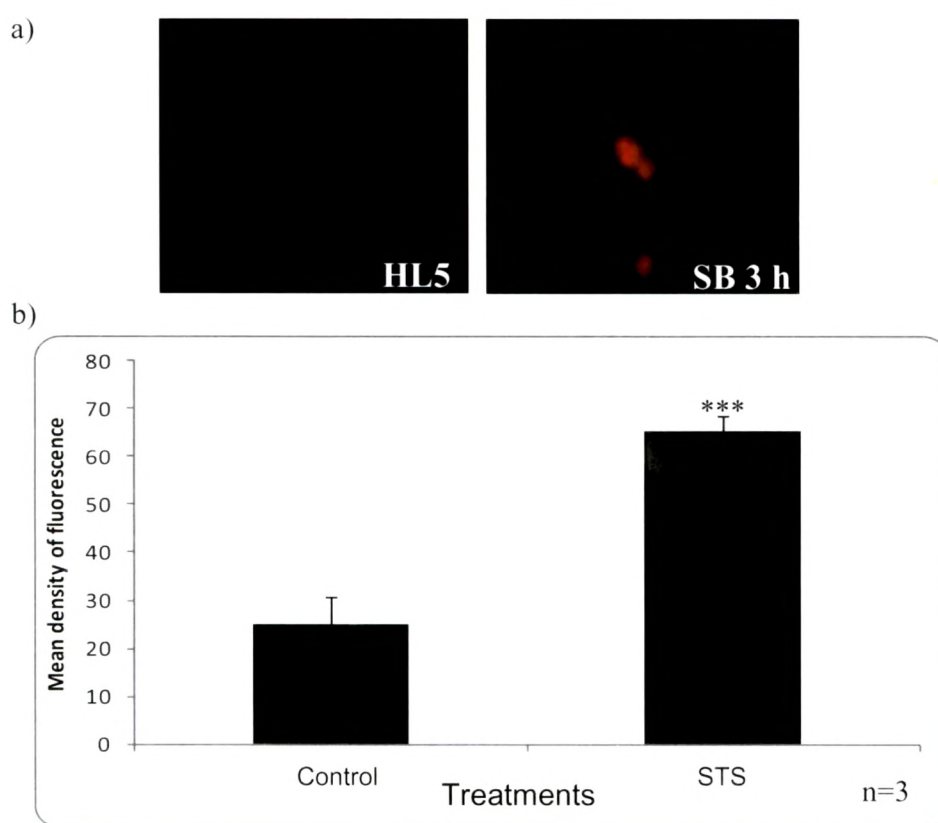 a)
HL5
SB 3 h
b)
Mean density of fluorescence
80
70
60
50
40
30
20
10
0
***
Control
STS
Treatments
n=3